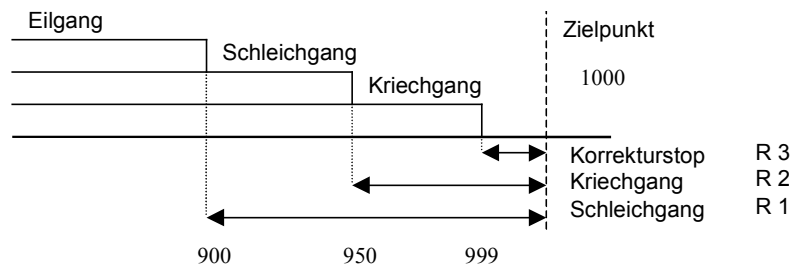 Eilgang
Zielpunkt
Schleichgang
1000
Kriechgang
Korrekturstop R 3
Kriechgang R 2
Schleichgang R 1
900 950 999